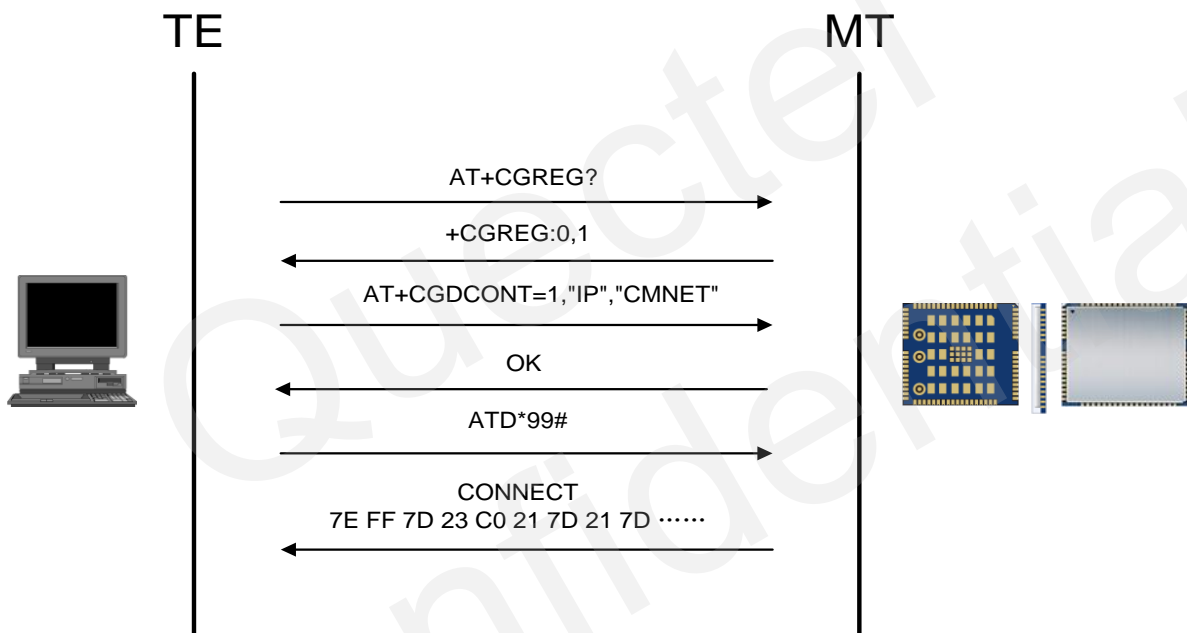 TE
MT
AT+CGREG?
+CGREG:0,1
AT+CGDCONT=1,"IP","CMNET"
OK
ATD*99#
CONNECT
7E FF 7D 23 C0 21 7D 21 7D ······
Quectel